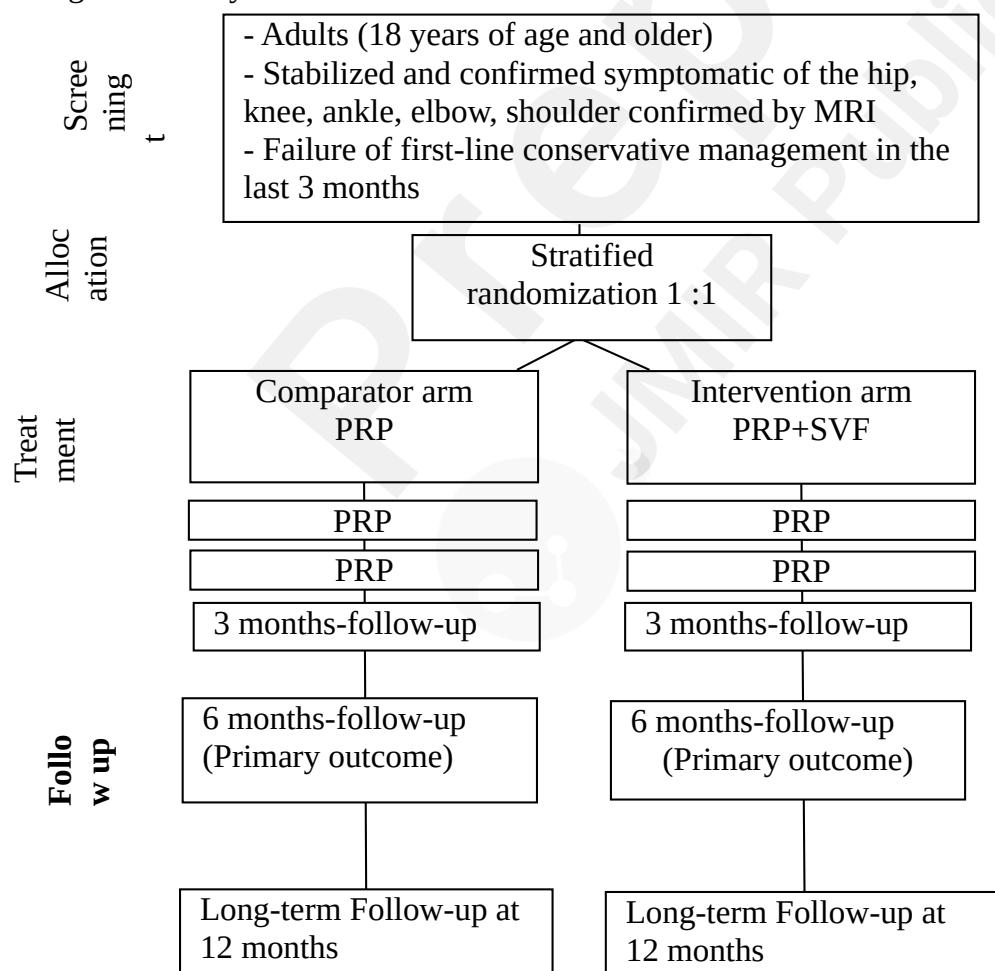 - Adults (18 years of age and older)
- Stabilized and confirmed symptomatic of the hip,
knee, ankle, elbow, shoulder confirmed by MRI
- Failure of first-line conservative management in the
last 3 months
Scree
ning
t
Stratified
randomization 1 :1
Alloc
ation
Comparator arm
PRP
Intervention arm
PRP+SVF
Treat
ment
PRP
PRP
PRP
PRP
3 months-follow-up
3 months-follow-up
6 months-follow-up
(Primary outcome)
6 months-follow-up
(Primary outcome)
Follo
w up
Long-term Follow-up at
12 months
Long-term Follow-up at
12 months